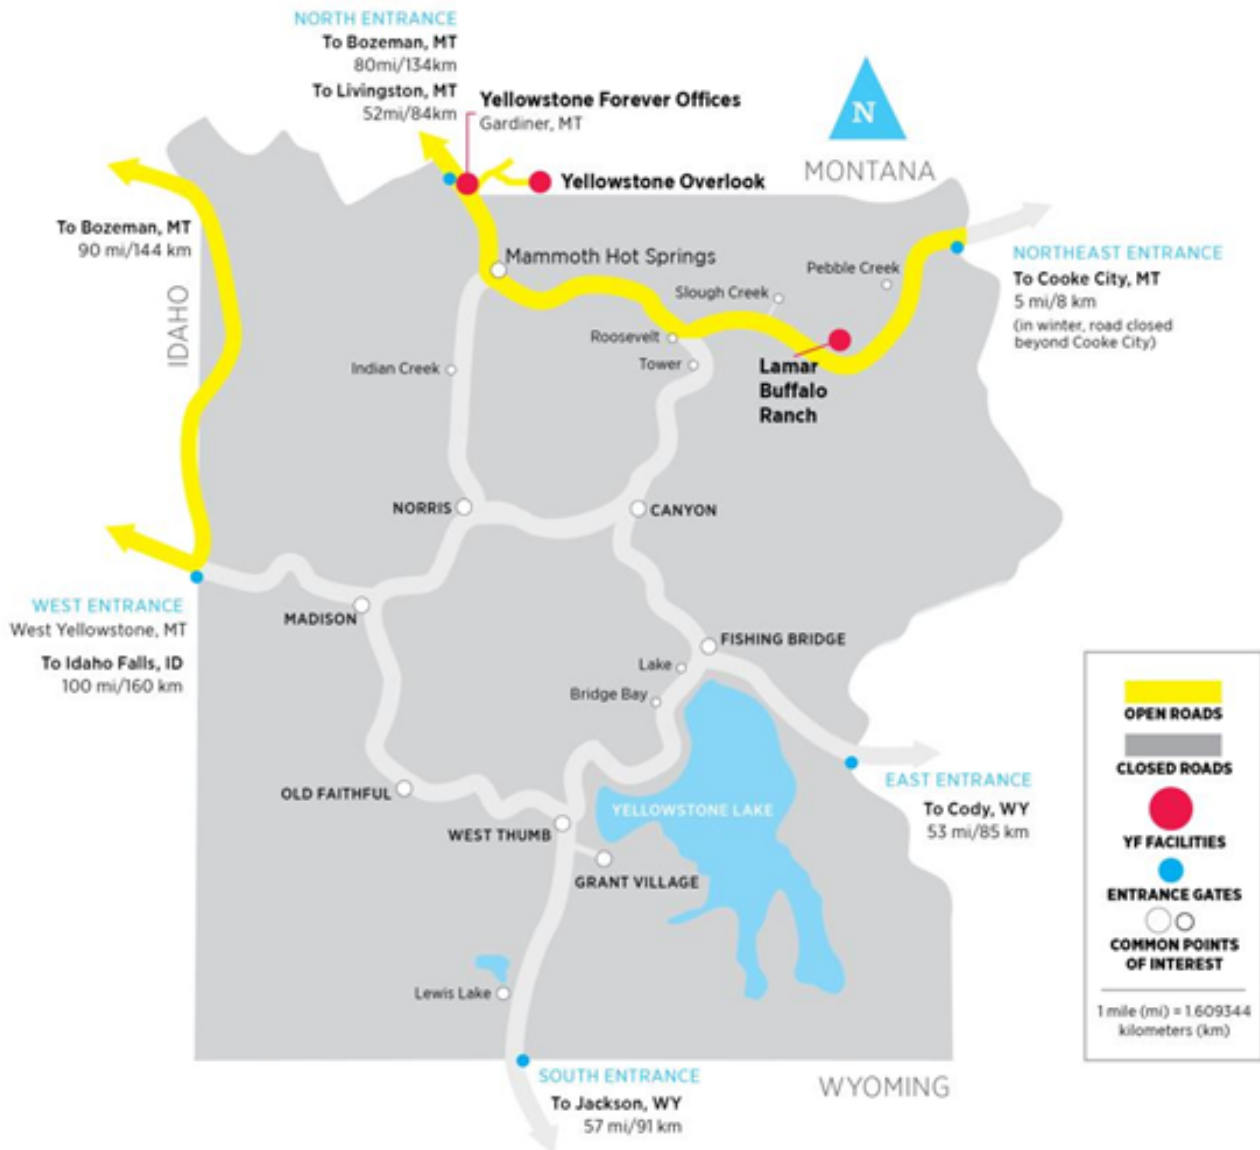 NORTH ENTRANCE
To Bozeman, MT
80mi/134km
To Livingston, MT
52mi/84km
Yellowstone Forever Offices
Gardiner, MT
N
MONTANA
Yellowstone Overlook
To Bozeman, MT
90 mi/144 km
IDAHO
Mammoth Hot Springs
Pebble Creek
Slough Creek
NORTHEAST ENTRANCE
To Cooke City, MT
5 mi/8 km
(in winter, road closed
beyond Cooke City)
Roosevelt
Tower
Indian Creek
Lamar
Buffalo
Ranch
NORRIS
CANYON
WEST ENTRANCE
West Yellowstone, MT
To Idaho Falls, ID
100 mi/160 km
MADISON
FISHING BRIDGE
Lake
Bridge Bay
OLD FAITHFUL
WEST THUMB
YELLOWSTONE LAKE
GRANT VILLAGE
EAST ENTRANCE
To Cody, WY
53 mi/85 km
Lewis Lake
SOUTH ENTRANCE
To Jackson, WY
57 mi/91 km
WYOMING
OPEN ROADS
CLOSED ROADS
YF FACILITIES
ENTRANCE GATES
COMMON POINTS
OF INTEREST
1 mile (mi) = 1.609344
kilometers (km)